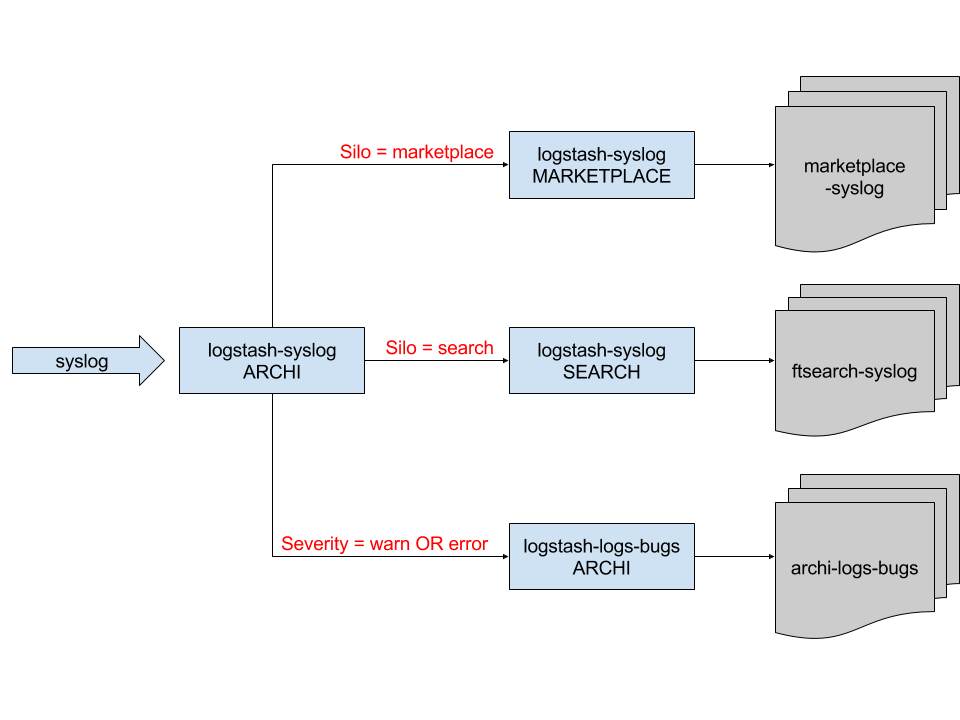 Silo = marketplace
logstash-syslog
MARKETPLACE
marketplace
-syslog
syslog
logstash-syslog
ARCHI
Silo = search
logstash-syslog
SEARCH
ftsearch-syslog
Severity = warn OR error
logstash-logs-bugs
ARCHI
archi-logs-bugs